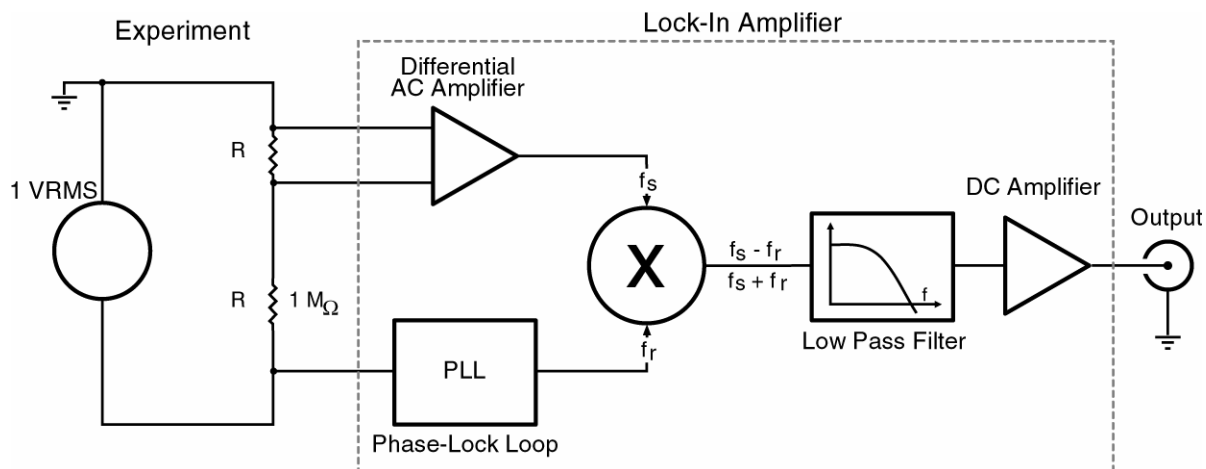 Experiment
Lock-In Amplifier
Differential
AC Amplifier
R
1 VRMS
fs
DC Amplifier
Output
X
fs - fr
fs + fr
f
R
1 MΩ
fr
Low Pass Filter
PLL
Phase-Lock Loop